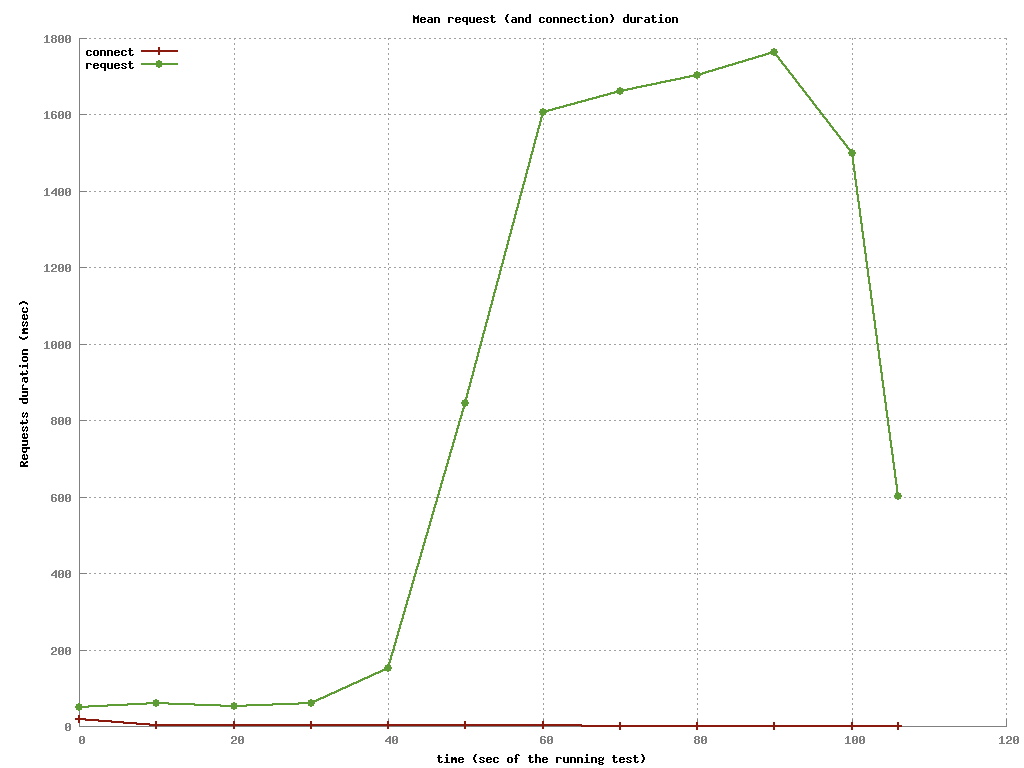 Mean request (and connection) duration
1800
1600
1400
1200
1000
800
600
400
200
0
connect
request
Requests duration (msec)
0 20 40 60 80 100 120
time (sec of the running test)